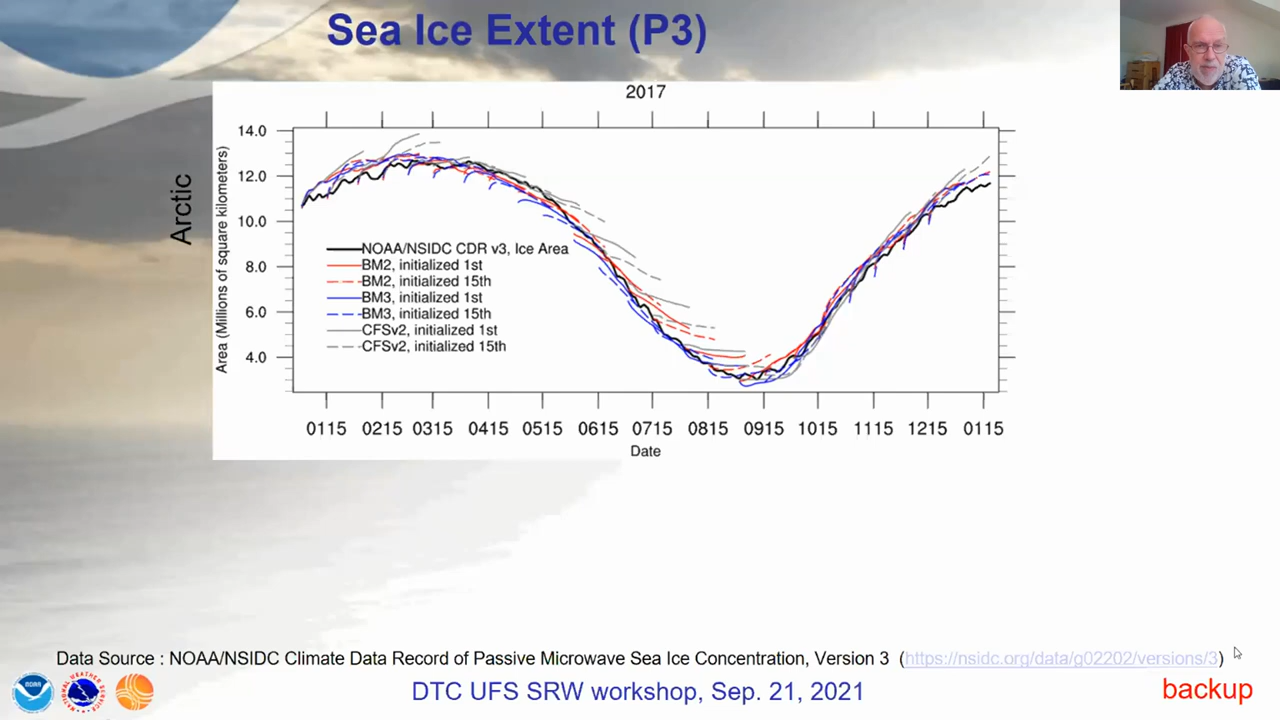 Sea Ice Extent (P3)
2017
Arctic
Area (Millions of square kilometers)
14.0
12.0
10.0
8.0
6.0
4.0
NOAA/NSIDC CDR v3, Ice Area
BM2, initialized 1st
BM2, initialized 15th
BM3, initialized 1st
BM3, initialized 15th
CFSv2, initialized 1st
CFSv2, initialized 15th
0115 0215 0315 0415 0515 0615 0715 0815 0915 1015 1115 1215 0115
Date
Data Source : NOAA/NSIDC Climate Data Record of Passive Microwave Sea Ice Concentration, Version 3 (https://nsidc.org/data/g02202/versions/3)
DTC UFS SRW workshop, Sep. 21, 2021
backup